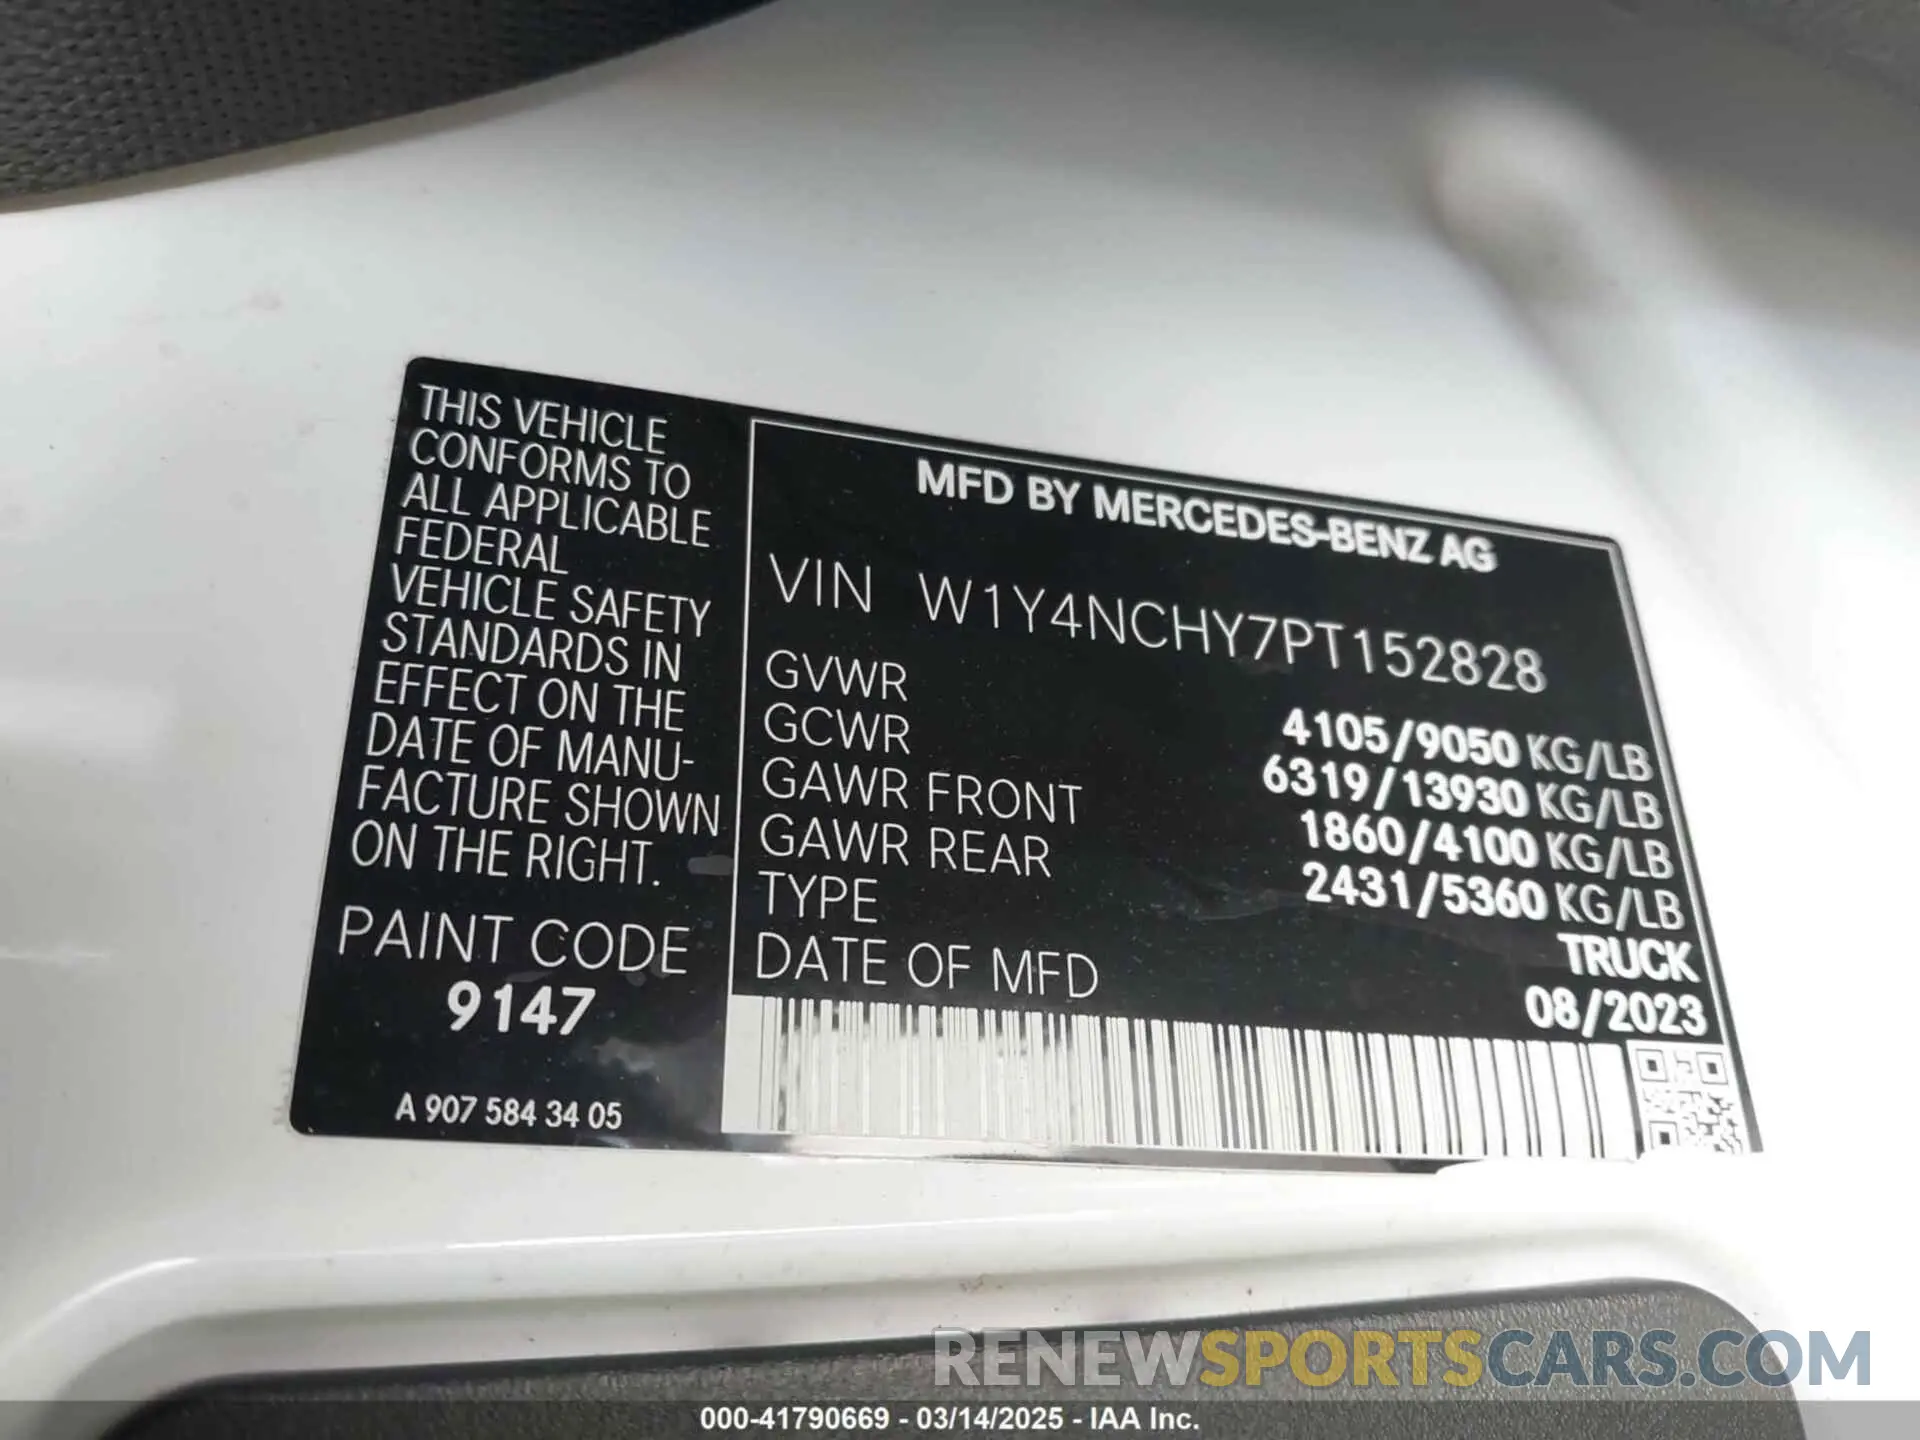 THIS VEHICLE
CONFORMS TO
ALL APPLICABLE
FEDERAL
VEHICLE SAFETY
STANDARDS IN
EFFECT ON THE
DATE OF MANU-
FACTURE SHOWN
ON THE RIGHT.
PAINT CODE
9147
A 907 584 34 05
MFD BY MERCEDES-BENZ AG
VIN W1Y4NCHY7PT152828
GVWR 4105/9050 KG/LB
GCWR 6319/13930 KG/LB
GAWR FRONT 1860/4100 KG/LB
GAWR REAR 2431/5360 KG/LB
TYPE TRUCK
DATE OF MFD 08/2023
RENEWSPORTSCARS.COM
000-41790669 - 03/14/2025 - IAA Inc.